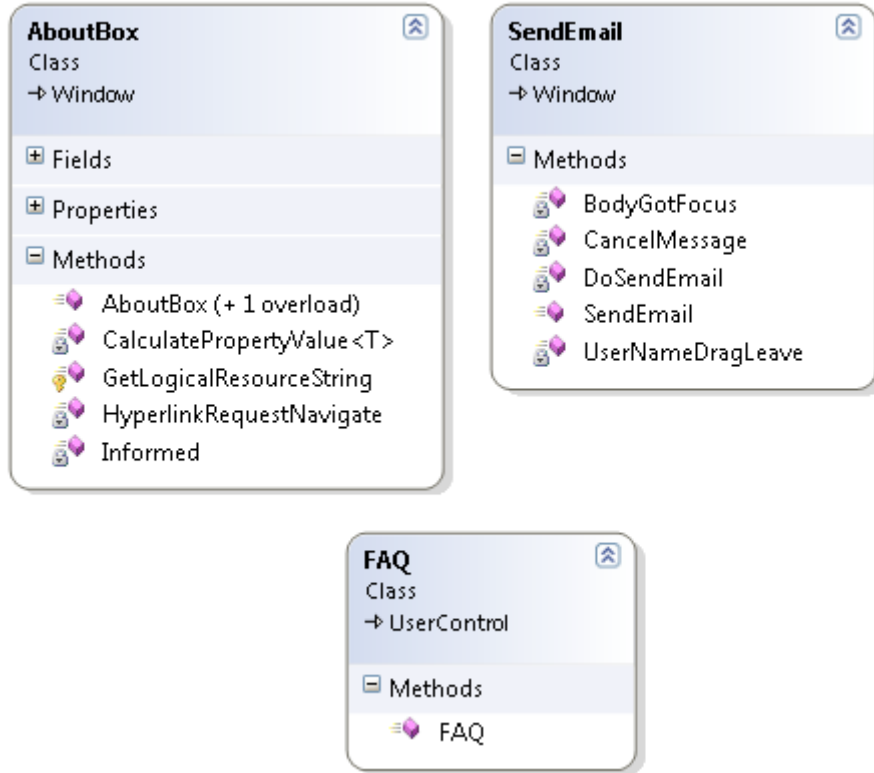 AboutBox
Class
Window
Fields
Properties
Methods
AboutBox (+ 1 overload)
CalculatePropertyValue<T>
GetLogicalResourceString
HyperlinkRequestNavigate
Informed
SendEmail
Class
Window
Methods
BodyGotFocus
CancelMessage
DoSendEmail
SendEmail
UserNameDragLeave
FAQ
Class
UserControl
Methods
FAQ